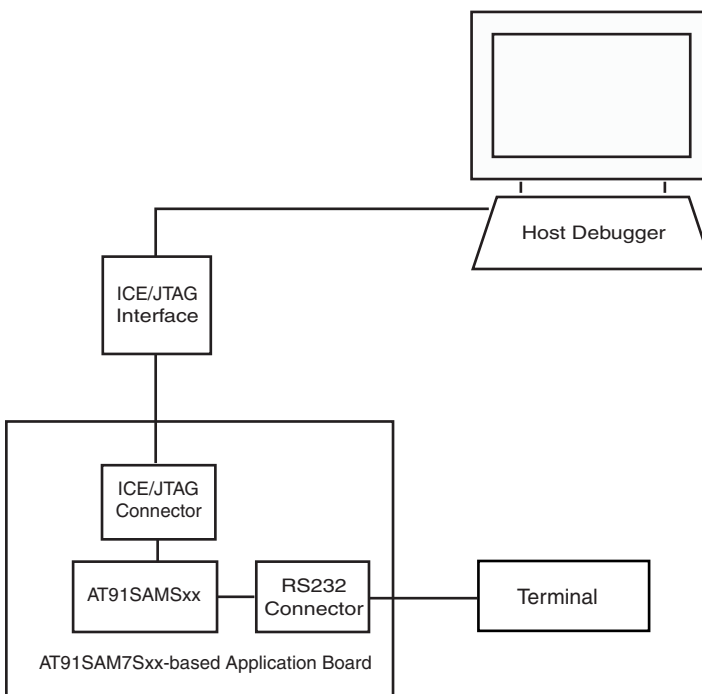 Host Debugger
ICE/JTAG
Interface
ICE/JTAG
Connector
AT91SAMSxx
RS232
Connector
Terminal
AT91SAM7Sxx-based Application Board